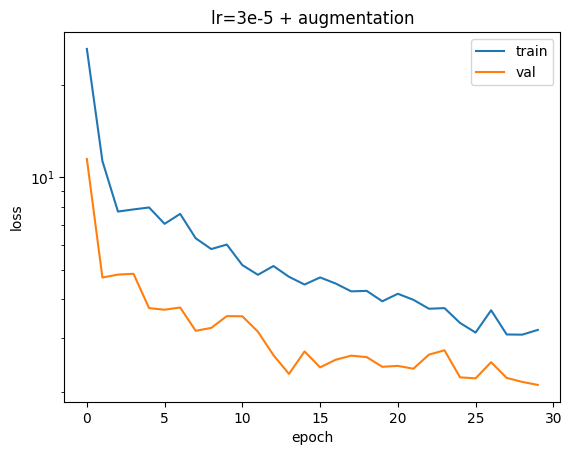 lr=3e-5 + augmentation
train
val
10¹
loss
0 5 10 15 20 25 30
epoch